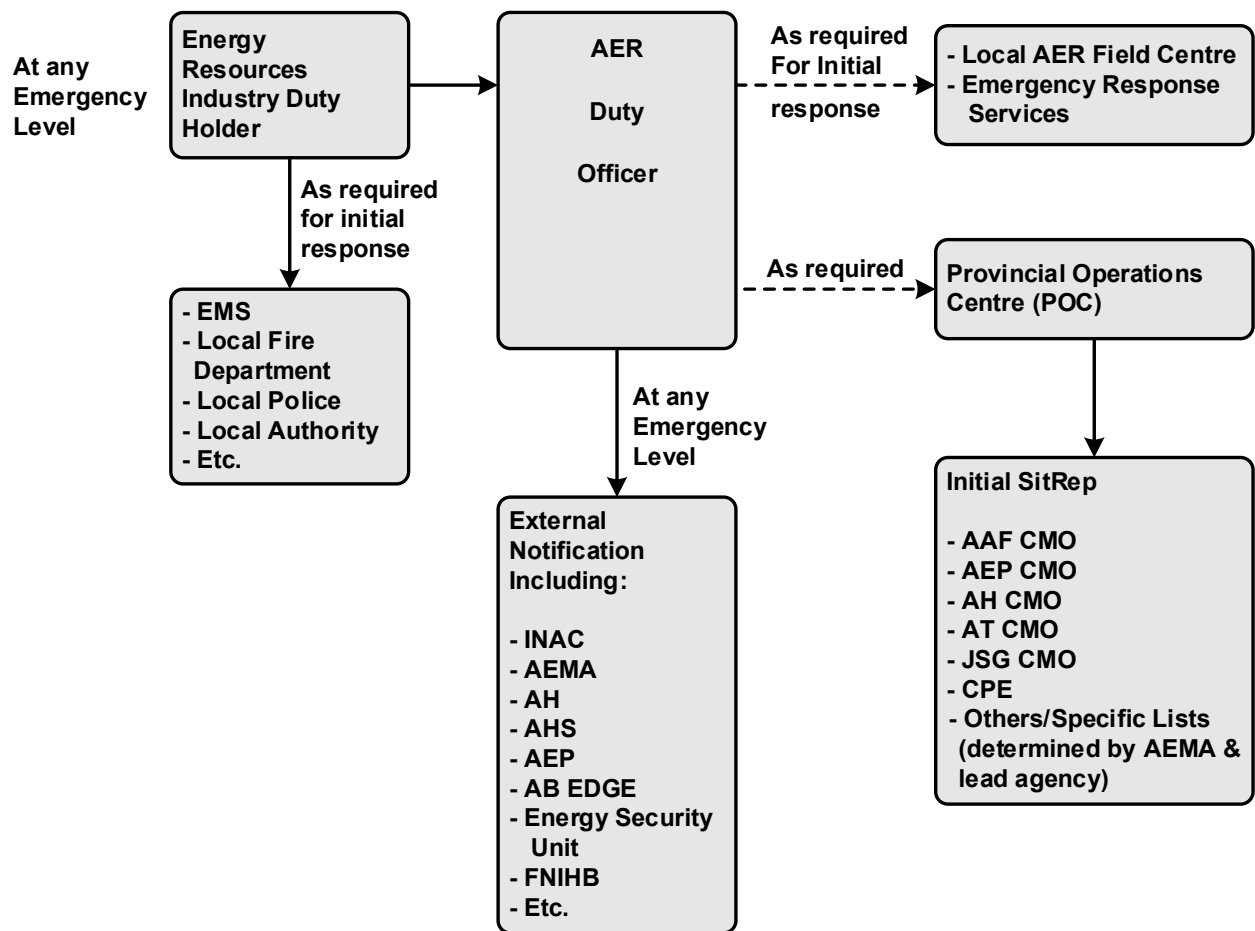 At any
Emergency
Level
Energy
Resources
Industry Duty
Holder
AER
Duty
Officer
As required
For Initial
response
- Local AER Field Centre
- Emergency Response
Services
As required
for initial
response
- EMS
- Local Fire
Department
- Local Police
- Local Authority
- Etc.
As required
Provincial Operations
Centre (POC)
At any
Emergency
Level
External
Notification
Including:
- INAC
- AEMA
- AH
- AHS
- AEP
- AB EDGE
- Energy Security
Unit
- FNIHB
- Etc.
Initial SitRep
- AAF CMO
- AEP CMO
- AH CMO
- AT CMO
- JSG CMO
- CPE
- Others/Specific Lists
(determined by AEMA &
lead agency)